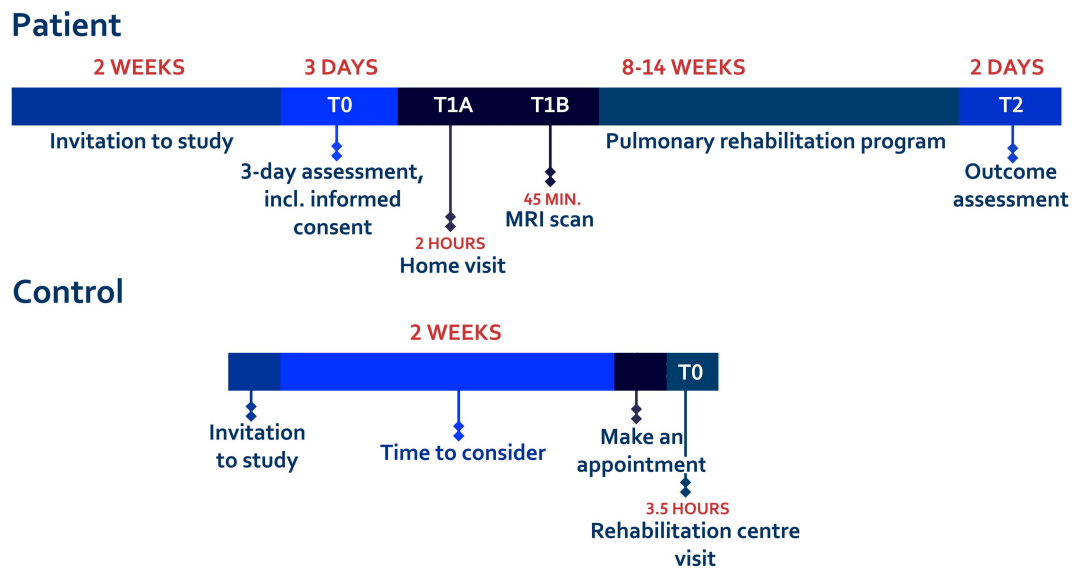 Patient
2 WEEKS
3 DAYS
8-14 WEEKS
2 DAYS
T0
T1A
T1B
T2
Invitation to study
3-day assessment,
incl. informed
consent
2 HOURS
Home visit
45 MIN.
MRI scan
Pulmonary rehabilitation program
Outcome
assessment
Control
2 WEEKS
T0
Invitation
to study
Time to consider
Make an
appointment
3.5 HOURS
Rehabilitation centre
visit